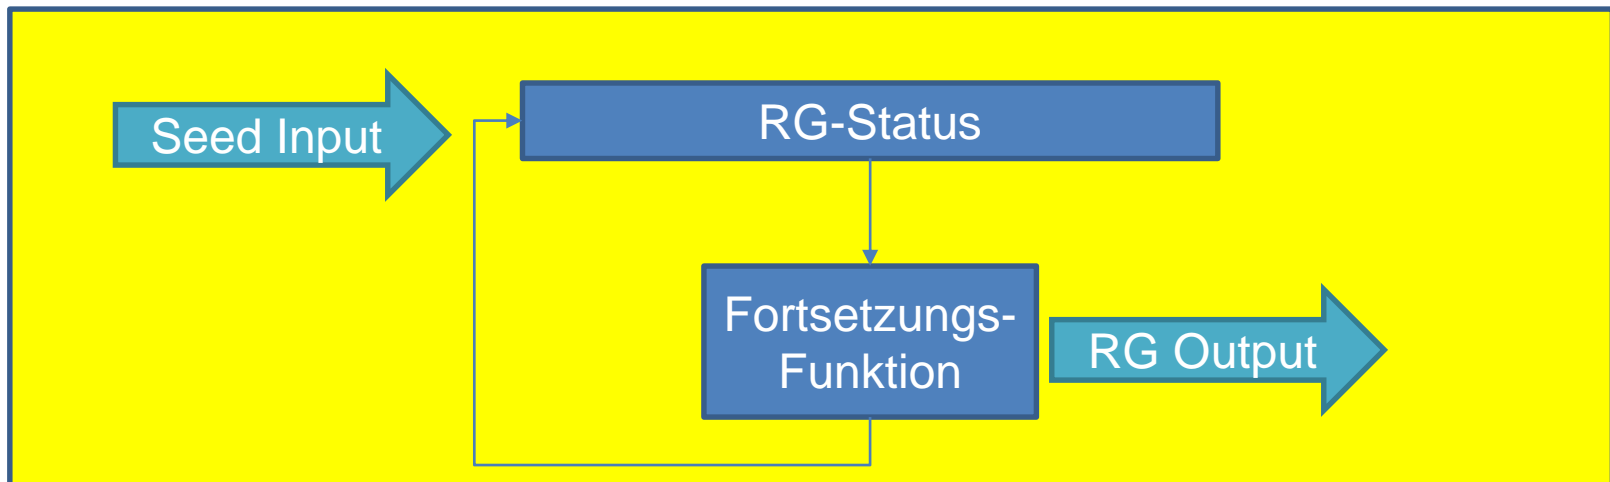 Seed Input
RG-Status
Fortsetzungs-
Funktion
RG Output